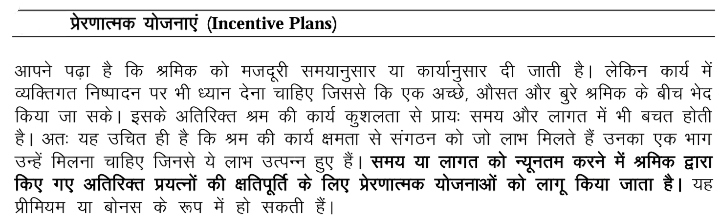 प्रेरणात्मक योजनाएं (Incentive Plans)
आपने पढ़ा है कि श्रमिक को मजदूरी समयानुसार या कार्यानुसार दी जाती है। लेकिन कार्य में
व्यक्तिगत निष्पादन पर भी ध्यान देना चाहिए जिससे कि एक अच्छे, औसत और बुरे श्रमिक के बीच भेद
किया जा सके। इसके अतिरिक्त श्रम की कार्य कुशलता से प्रायः समय और लागत में भी बचत होती
है। अतः यह उचित ही है कि श्रम की कार्य क्षमता से संगठन को जो लाभ मिलते हैं उनका एक भाग
उन्हें मिलना चाहिए जिनसे ये लाभ उत्पन्न हुए हैं। समय या लागत को न्यूनतम करने में श्रमिक द्वारा
किए गए अतिरिक्त प्रयत्नों की क्षतिपूर्ति के लिए प्रेरणात्मक योजनाओं को लागू किया जाता है। यह
प्रीमियम या बोनस के रूप में हो सकती हैं।